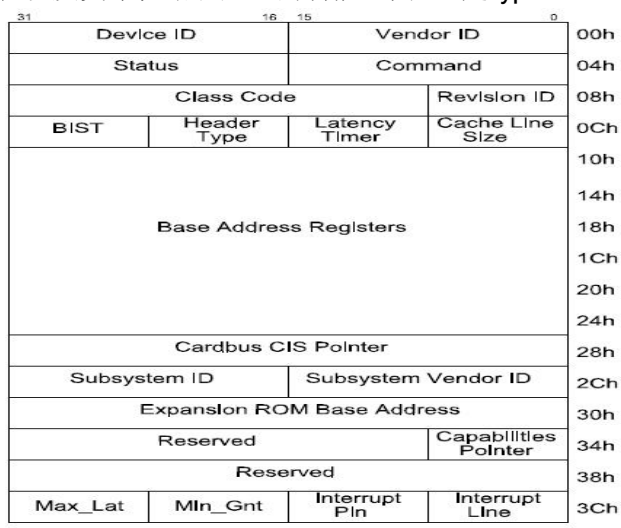 31 16 15 0
Device ID Vendor ID 00h
Status Command 04h
Class Code Revision ID 08h
BIST Header Type Latency Timer Cache Line Size 0Ch
10h
14h
Base Address Registers 18h
1Ch
20h
24h
Cardbus CIS Pointer 28h
Subsystem ID Subsystem Vendor ID 2Ch
Expansion ROM Base Address 30h
Reserved Capabilities Pointer 34h
Reserved 38h
Max_Lat Min_Gnt Interrupt Pin Interrupt Line 3Ch